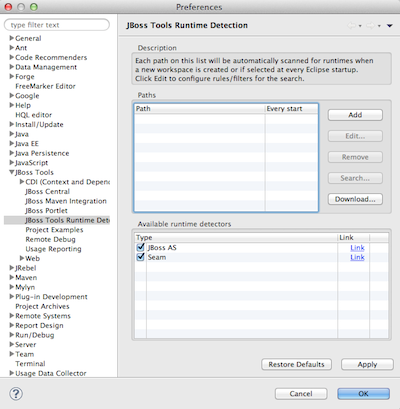 Preferences
type filter text
JBoss Tools Runtime Detection
General
Ant
Code Recommenders
Data Management
Forge
FreeMarker Editor
Google
Help
HQL editor
Install/Update
Java
Java EE
Java Persistence
JavaScript
JBoss Tools
CDI (Context and Depen
JBoss Central
JBoss Maven Integration
JBoss Portlet
JBoss Tools Runtime Det
Project Examples
Remote Debug
Usage Reporting
Web
JRebel
Maven
Mylyn
Plug-in Development
Project Archives
Remote Systems
Report Design
Run/Debug
Server
Team
Terminal
Usage Data Collector
Description
Each path on this list will be automatically scanned for runtimes when
a new workspace is created or if selected at every Eclipse startup.
Click Edit to configure rules/filters for the search.
Paths
Path Every start
Add
Edit...
Remove
Search...
Download...
Available runtime detectors
Type Link
JBoss AS Link
Seam Link
Restore Defaults Apply
? Cancel OK